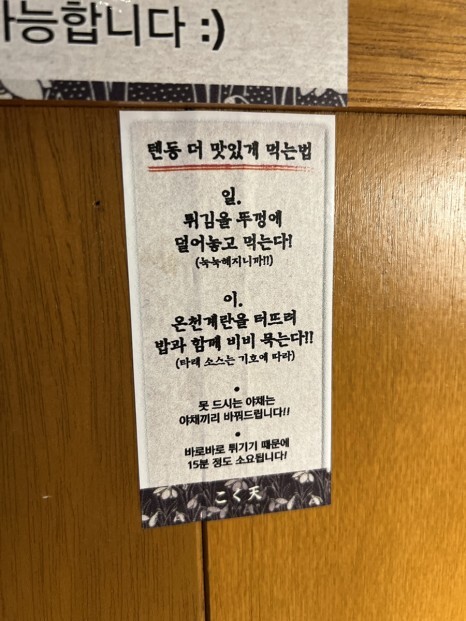 가능합니다 :)
텐동 더 맛있게 먹는법
일.
튀김을 뚜껑에
덜어놓고 먹는다!
(눅눅해지니까!!)
이.
온천계란을 터뜨려
밥과 함께 비비 묵는다!!
(타래 소스는 기호에 따라)
•
못 드시는 야채는
야채끼리 바꿔드립니다!!
•
바로바로 튀기기 때문에
15분 정도 소요됩니다!
こく天